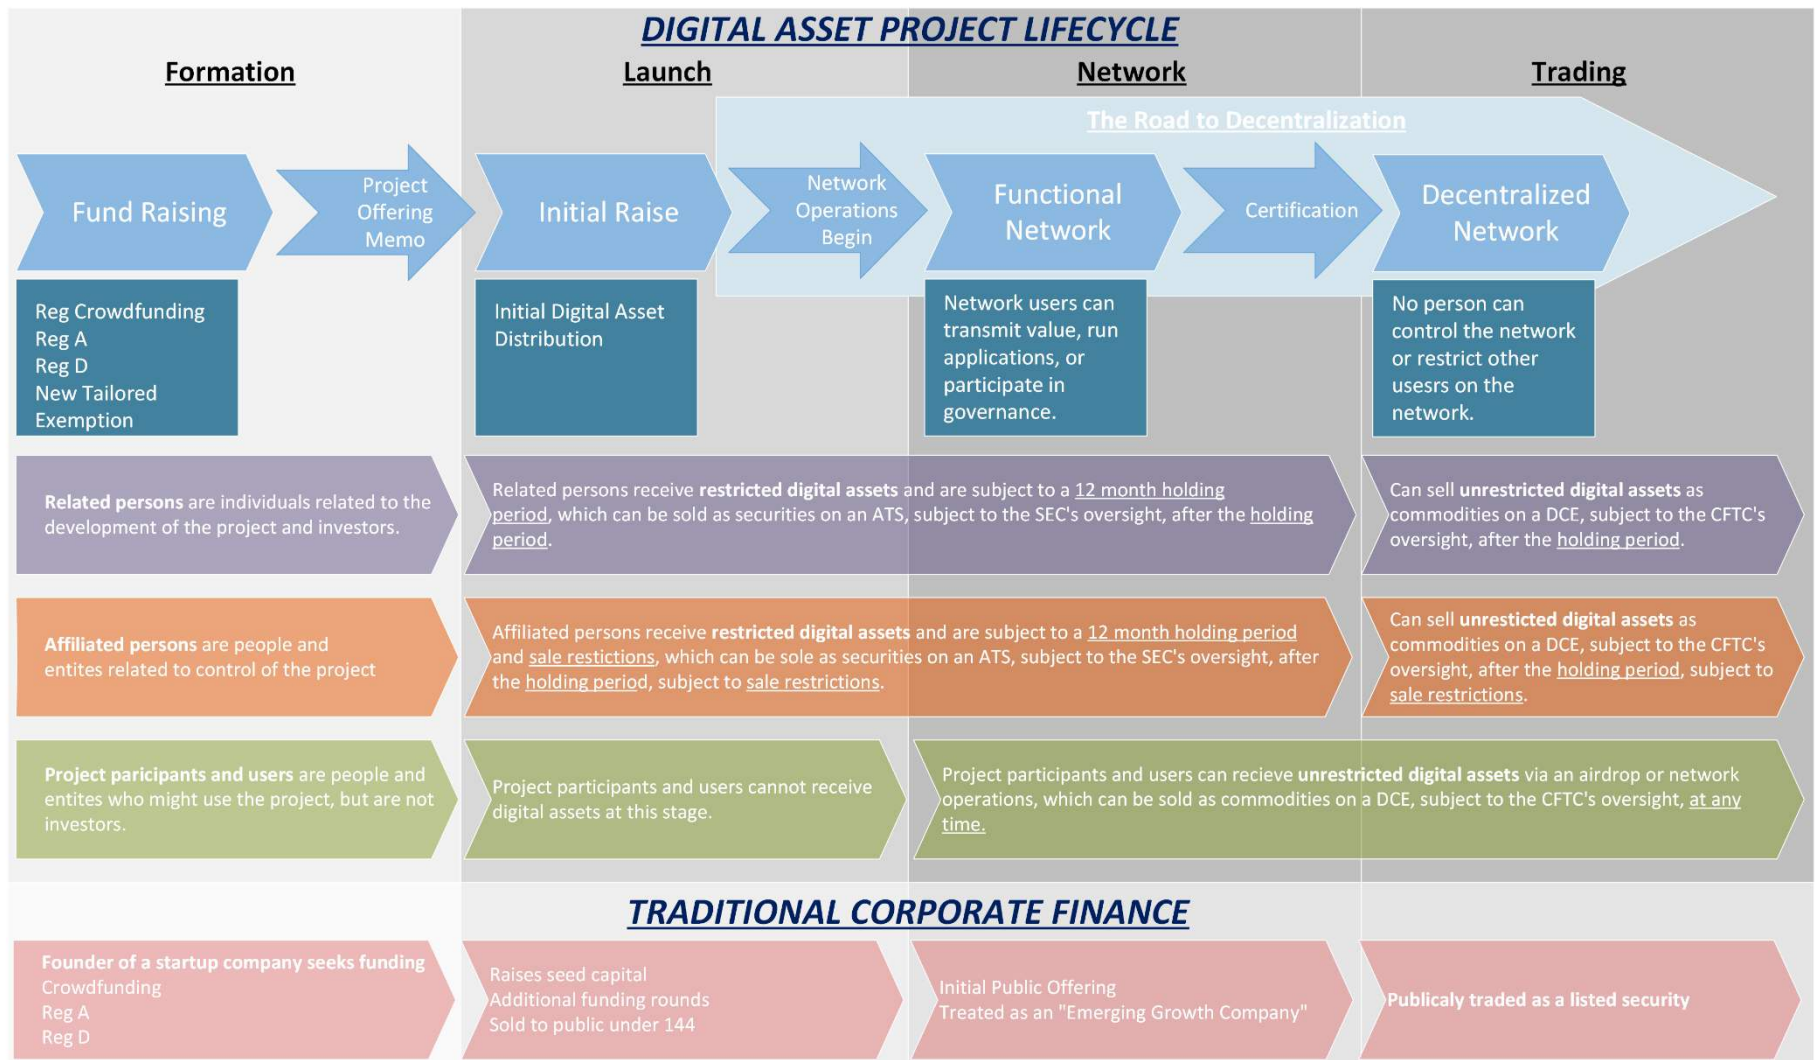 DIGITAL ASSET PROJECT LIFECYCLE
Formation
Launch
Network
Trading
The Road to Decentralization
Fund Raising
Project
Offering
Memo
Initial Raise
Network
Operations
Begin
Functional
Network
Certification
Decentralized
Network
Reg Crowdfunding
Reg A
Reg D
New Tailored
Exemption
Initial Digital Asset
Distribution
Network users can
transmit value, run
applications, or
participate in
governance.
No person can
control the network
or restrict other
usesrs on the
network.
Related persons are individuals related to the
development of the project and investors.
Related persons receive restricted digital assets and are subject to a 12 month holding
period, which can be sold as securities on an ATS, subject to the SEC's oversight, after the holding
period.
Can sell unrestricted digital assets as
commodities on a DCE, subject to the CFTC's
oversight, after the holding period.
Affiliated persons are people and
entites related to control of the project
Affiliated persons receive restricted digital assets and are subject to a 12 month holding period
and sale restictions, which can be sole as securities on an ATS, subject to the SEC's oversight, after
the holding period, subject to sale restrictions.
Can sell unresticted digital assets as
commodities on a DCE, subject to the CFTC's
oversight, after the holding period, subject to
sale restrictions.
Project paricipants and users are people and
entites who might use the project, but are not
investors.
Project participants and users cannot receive
digital assets at this stage.
Project participants and users can recieve unrestricted digital assets via an airdrop or network
operations, which can be sold as commodities on a DCE, subject to the CFTC's oversight, at any
time.
TRADITIONAL CORPORATE FINANCE
Founder of a startup company seeks funding
Crowdfunding
Reg A
Reg D
Raises seed capital
Additional funding rounds
Sold to public under 144
Initial Public Offering
Treated as an "Emerging Growth Company"
Publicaly traded as a listed security